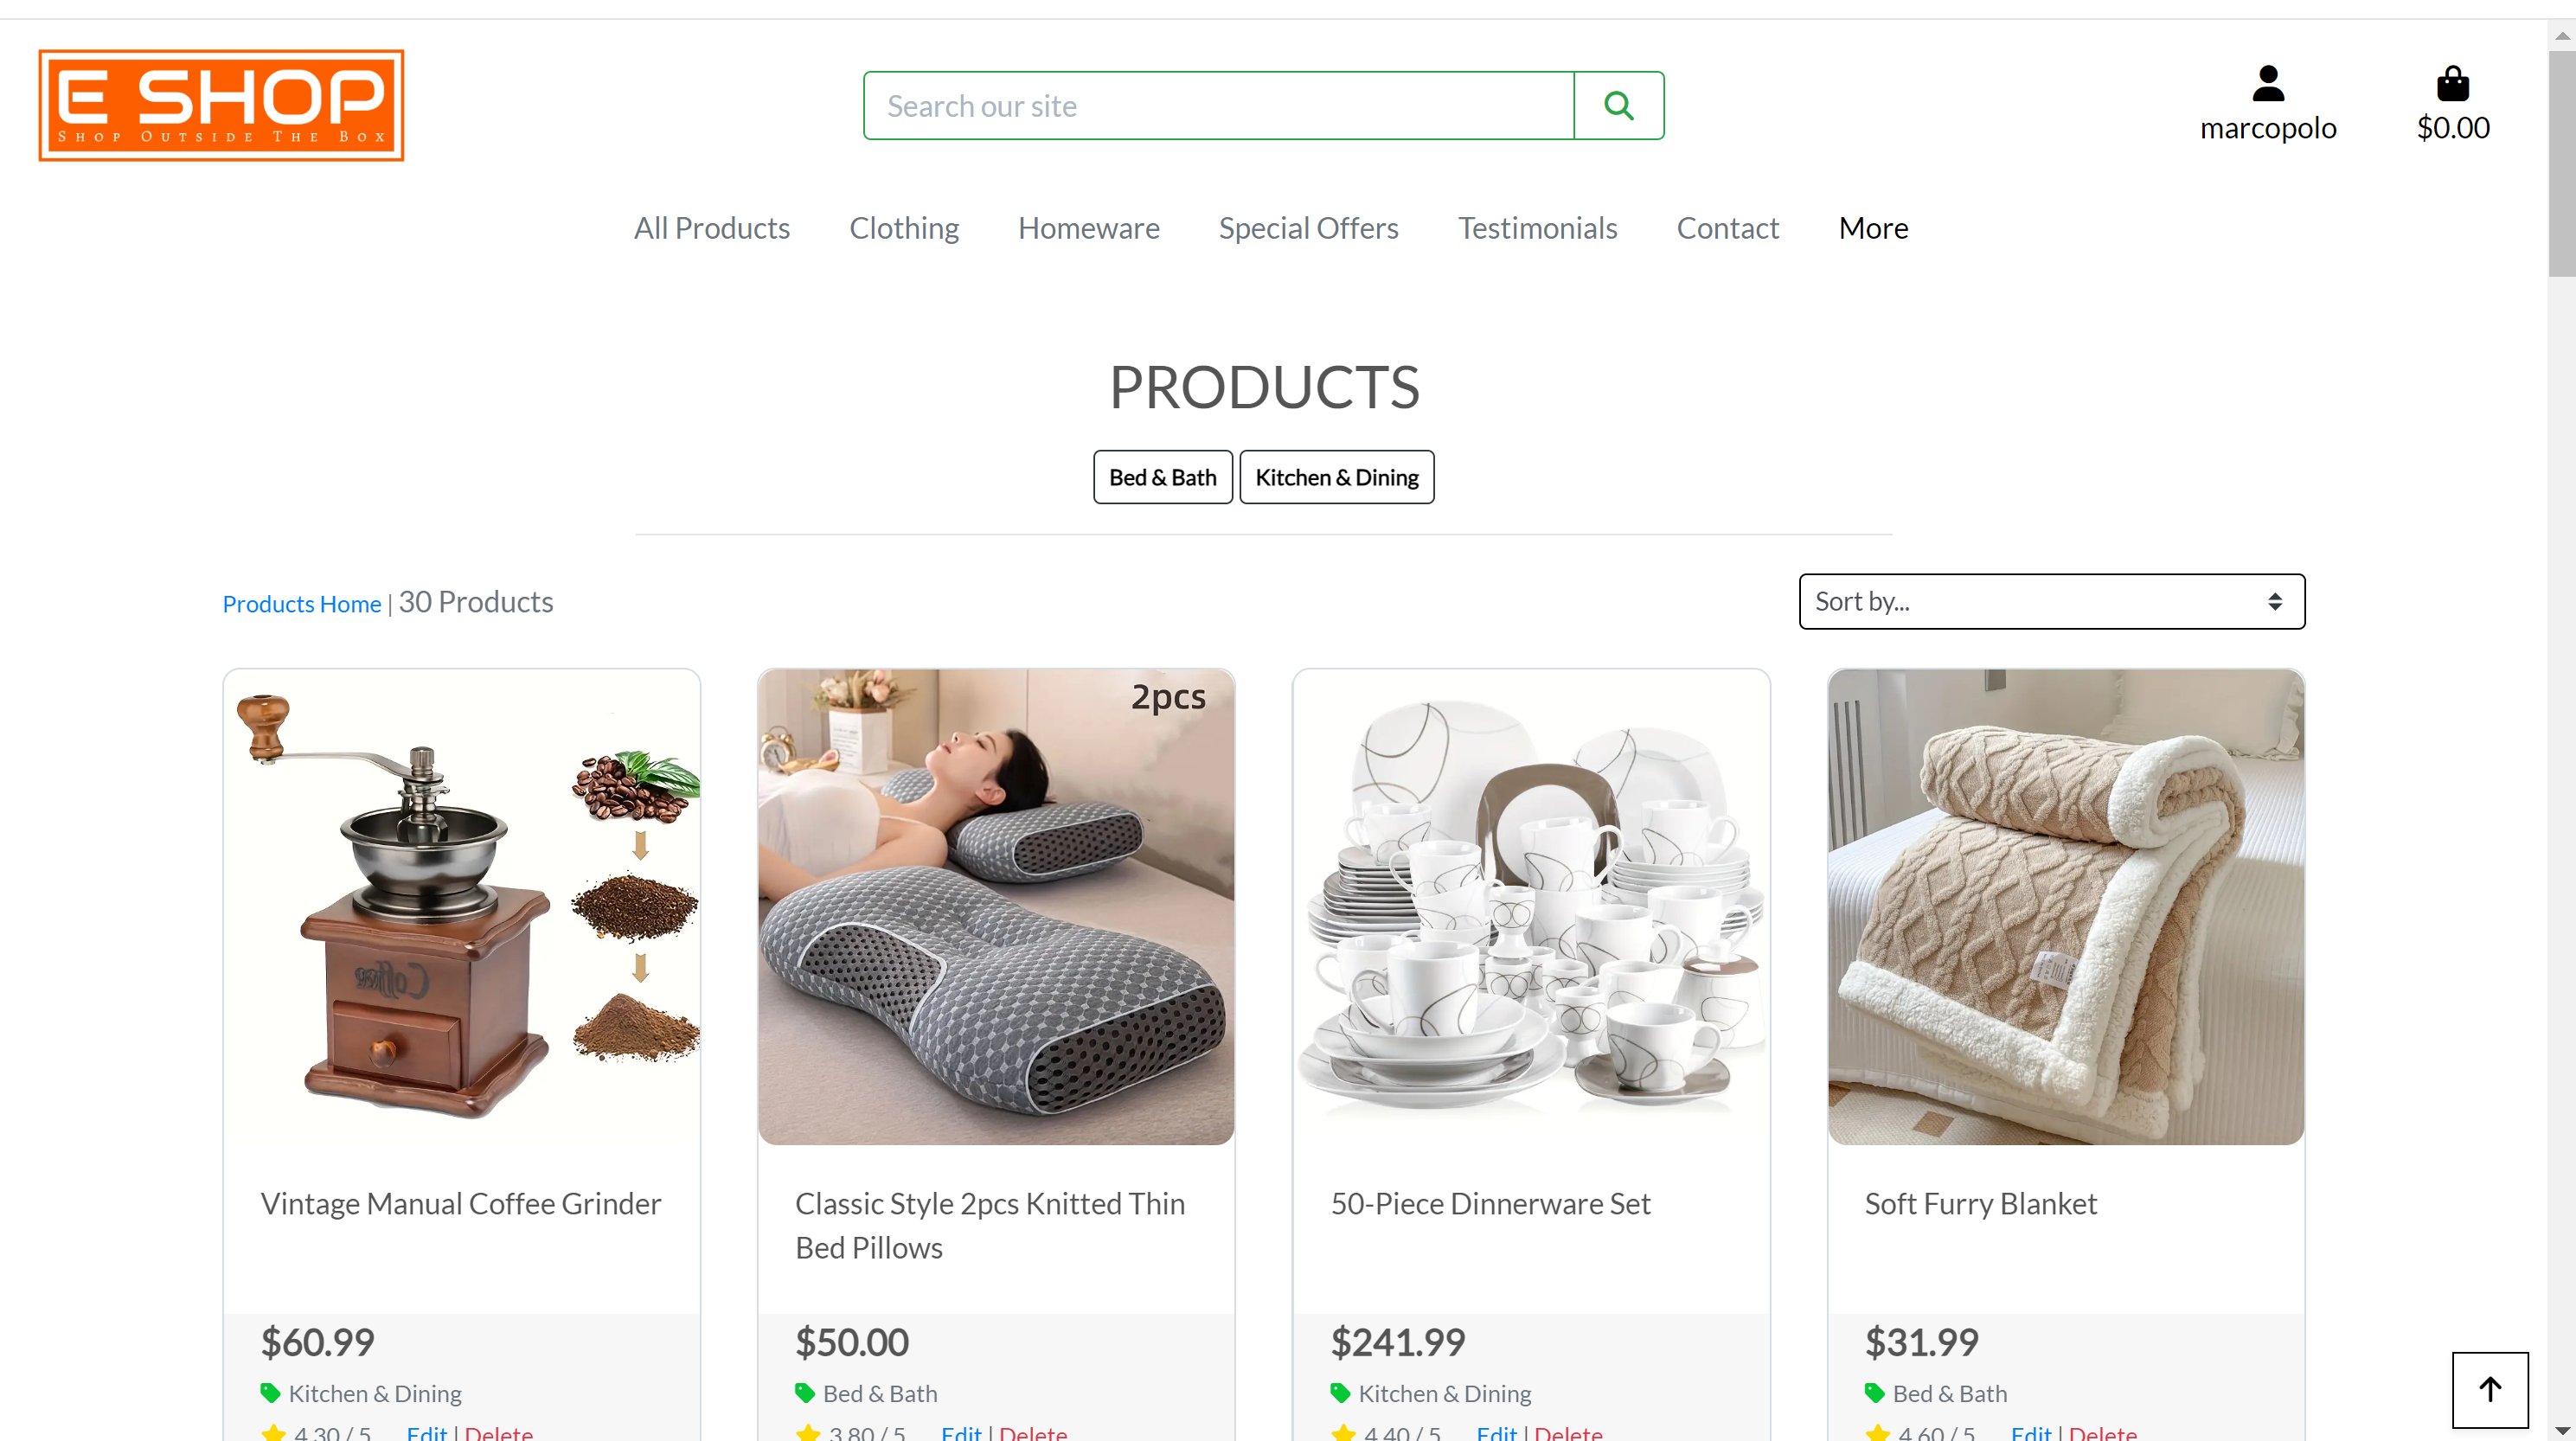 E SHOP
Shop Outside The Box
Search our site
marcopolo
$0.00
All Products
Clothing
Homeware
Special Offers
Testimonials
Contact
More
PRODUCTS
Bed & Bath
Kitchen & Dining
Products Home | 30 Products
Sort by...
Coffee
2pcs
Vintage Manual Coffee Grinder
Classic Style 2pcs Knitted Thin
Bed Pillows
50-Piece Dinnerware Set
Soft Furry Blanket
$60.99
$50.00
$241.99
$31.99
Kitchen & Dining
Bed & Bath
Kitchen & Dining
Bed & Bath
4.30 / 5 Edit | Delete
3.80 / 5 Edit | Delete
4.40 / 5 Edit | Delete
4.60 / 5 Edit | Delete